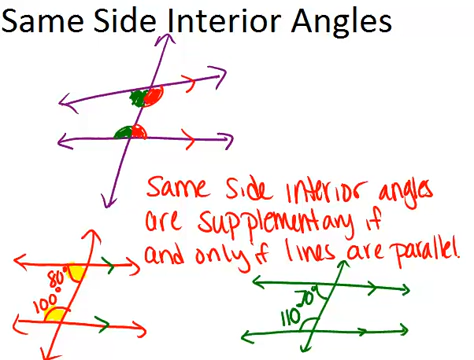 Same Side Interior Angles
Same side interior angles
are supplementary if
and only if lines are parallel.
80°
100°
70°
110